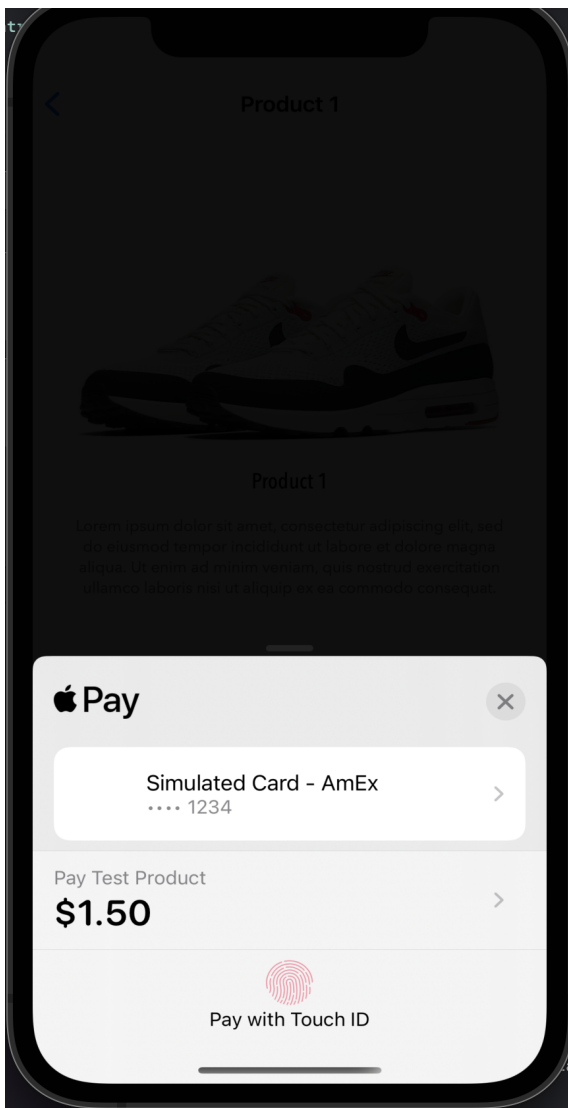 Product 1
Product 1
Lorem ipsum dolor sit amet, consectetur adipiscing elit, sed
do eiusmod tempor incididunt ut labore et dolore magna
aliqua. Ut enim ad minim veniam, quis nostrud exercitation
ullamco laboris nisi ut aliquip ex ea commodo consequat.
Pay
Simulated Card - AmEx
•••• 1234
Pay Test Product
$1.50
Pay with Touch ID